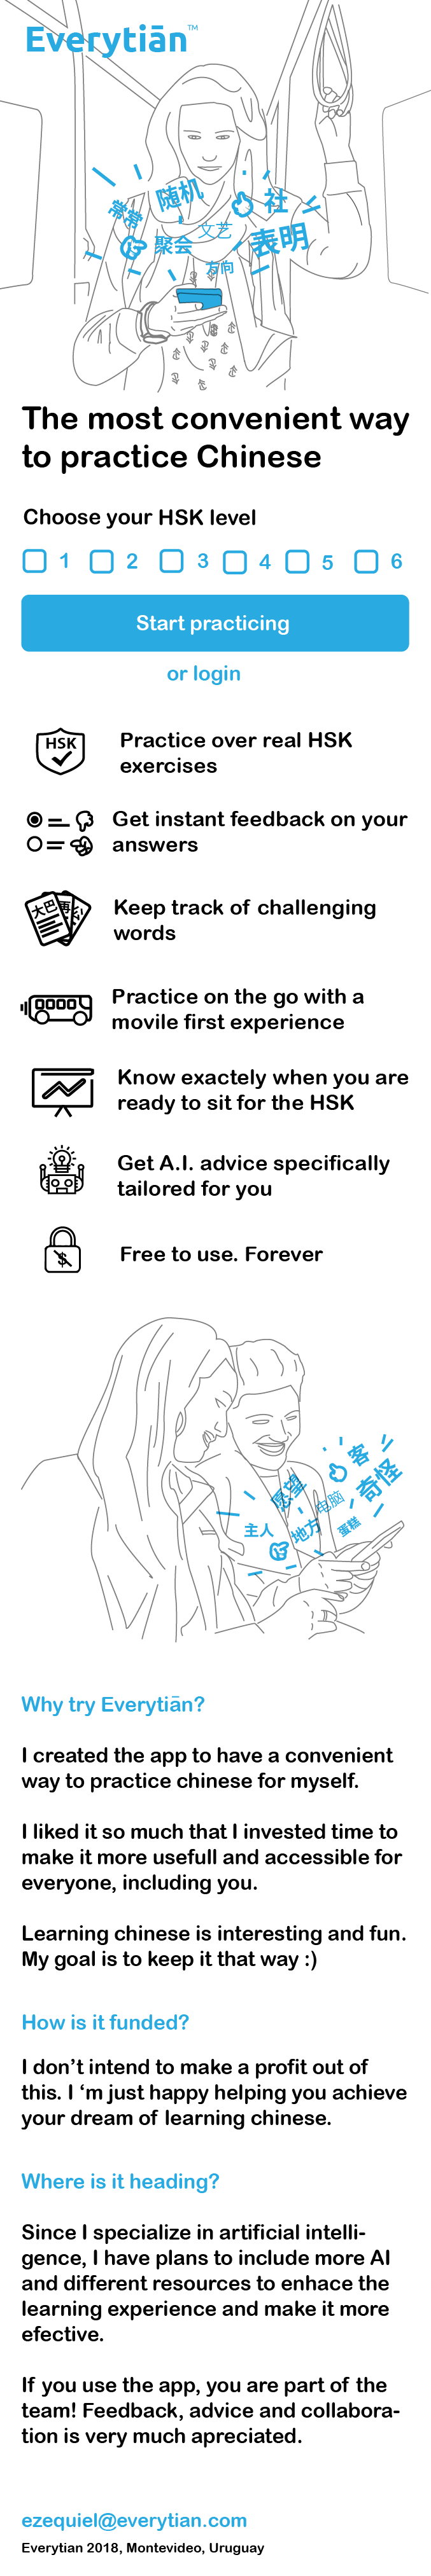 Everytiān™
随机
常常
社
文艺
聚会
表明
方向
The most convenient way
to practice Chinese
Choose your HSK level
1 2 3 4 5 6
Start practicing
or login
HSK
Practice over real HSK
exercises
Get instant feedback on your
answers
大巴
再
Keep track of challenging
words
Practice on the go with a
movile first experience
Know exactely when you are
ready to sit for the HSK
Get A.I. advice specifically
tailored for you
$
Free to use. Forever
客
愿望
电脑
奇怪
主人
地方
蛋糕
Why try Everytiān?
I created the app to have a convenient
way to practice chinese for myself.
I liked it so much that I invested time to
make it more usefull and accessible for
everyone, including you.
Learning chinese is interesting and fun.
My goal is to keep it that way :)
How is it funded?
I don’t intend to make a profit out of
this. I ‘m just happy helping you achieve
your dream of learning chinese.
Where is it heading?
Since I specialize in artificial intelli-
gence, I have plans to include more AI
and different resources to enhace the
learning experience and make it more
efective.
If you use the app, you are part of the
team! Feedback, advice and collabora-
tion is very much apreciated.
ezequiel@everytian.com
Everytian 2018, Montevideo, Uruguay